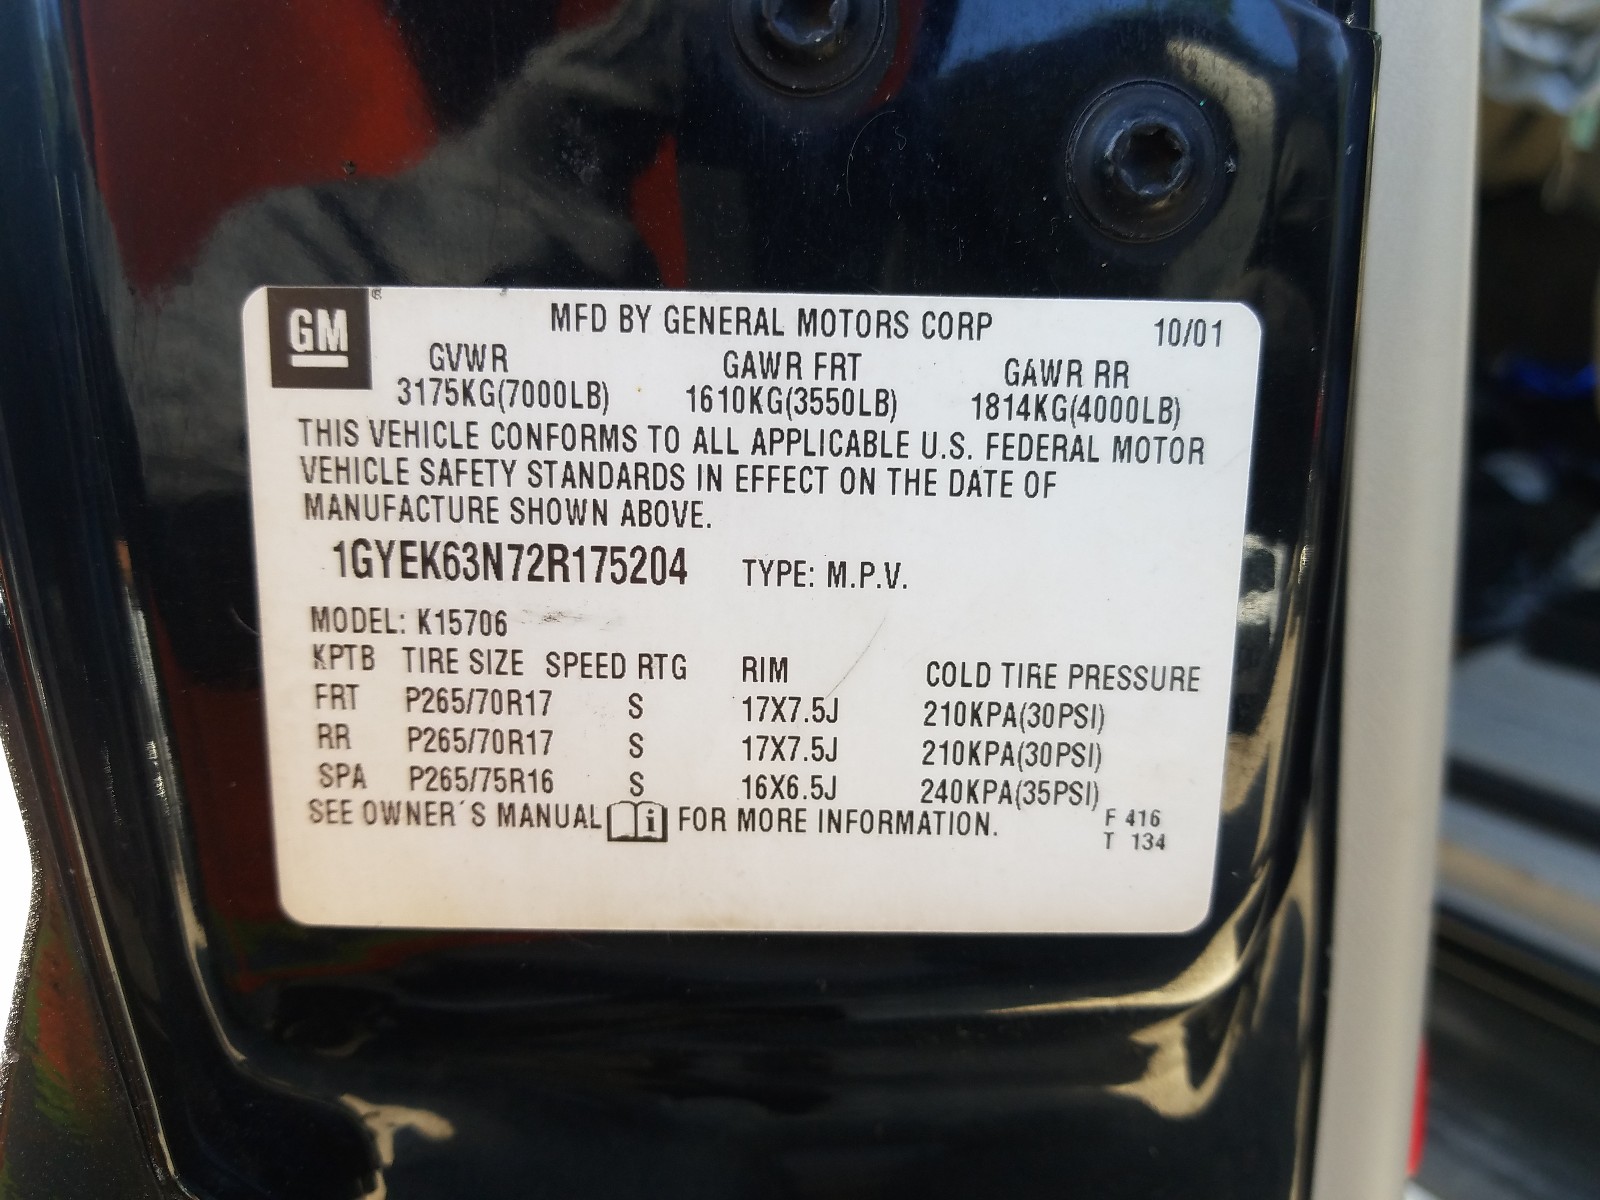 GM ®
MFD BY GENERAL MOTORS CORP 10/01
GVWR GAWR FRT GAWR RR
3175KG(7000LB) 1610KG(3550LB) 1814KG(4000LB)
THIS VEHICLE CONFORMS TO ALL APPLICABLE U.S. FEDERAL MOTOR
VEHICLE SAFETY STANDARDS IN EFFECT ON THE DATE OF
MANUFACTURE SHOWN ABOVE.
1GYEK63N72R175204 TYPE: M.P.V.
MODEL: K15706
KPTB TIRE SIZE SPEED RTG RIM COLD TIRE PRESSURE
FRT P265/70R17 S 17X7.5J 210KPA(30PSI)
RR P265/70R17 S 17X7.5J 210KPA(30PSI)
SPA P265/75R16 S 16X6.5J 240KPA(35PSI)
SEE OWNER´S MANUAL i FOR MORE INFORMATION.
F 416
T 134